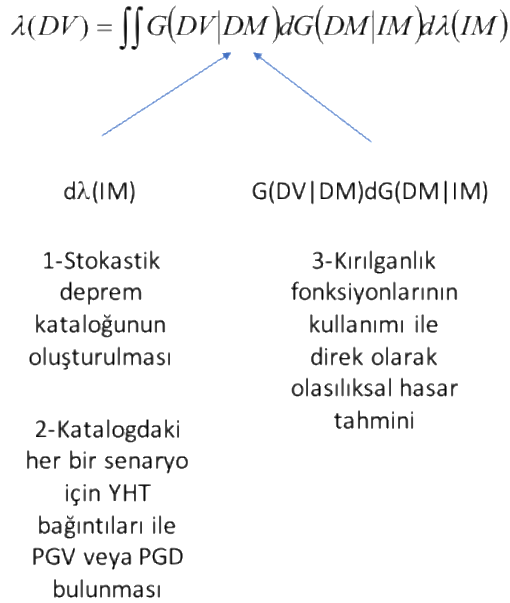 λ(DV) = ∬ G(DV|DM)dG(DM|IM)dλ(IM)
dλ(IM)
1-Stokastik
deprem
kataloğunun
oluşturulması
2-Katalogdaki
her bir senaryo
için YHT
bağıntıları ile
PGV veya PGD
bulunması
G(DV|DM)dG(DM|IM)
3-Kırılganlık
fonksiyonlarının
kullanımı ile
direk olarak
olasılıksal hasar
tahmini